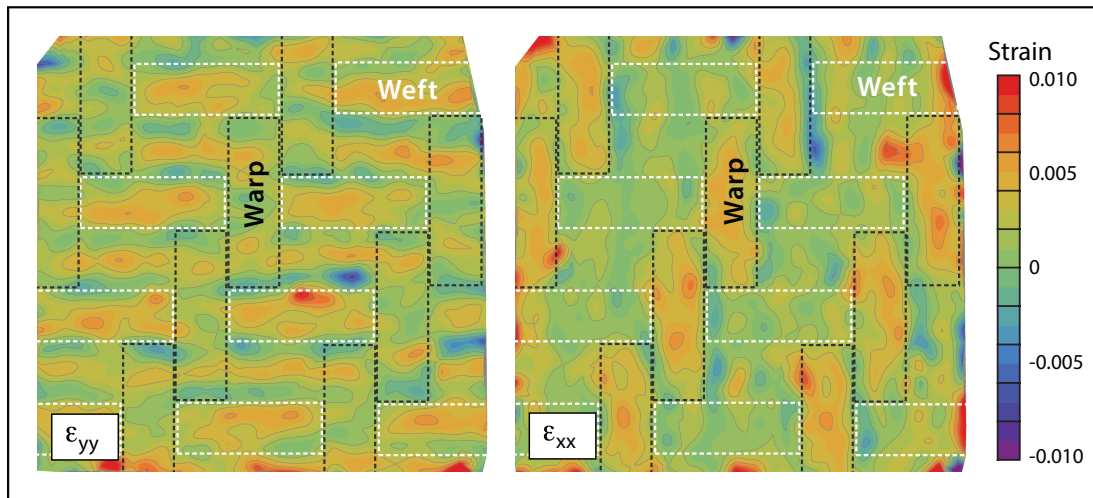 Weft
Warp
εyy
Weft
Warp
εxx
Strain
0.010
0.005
0
-0.005
-0.010